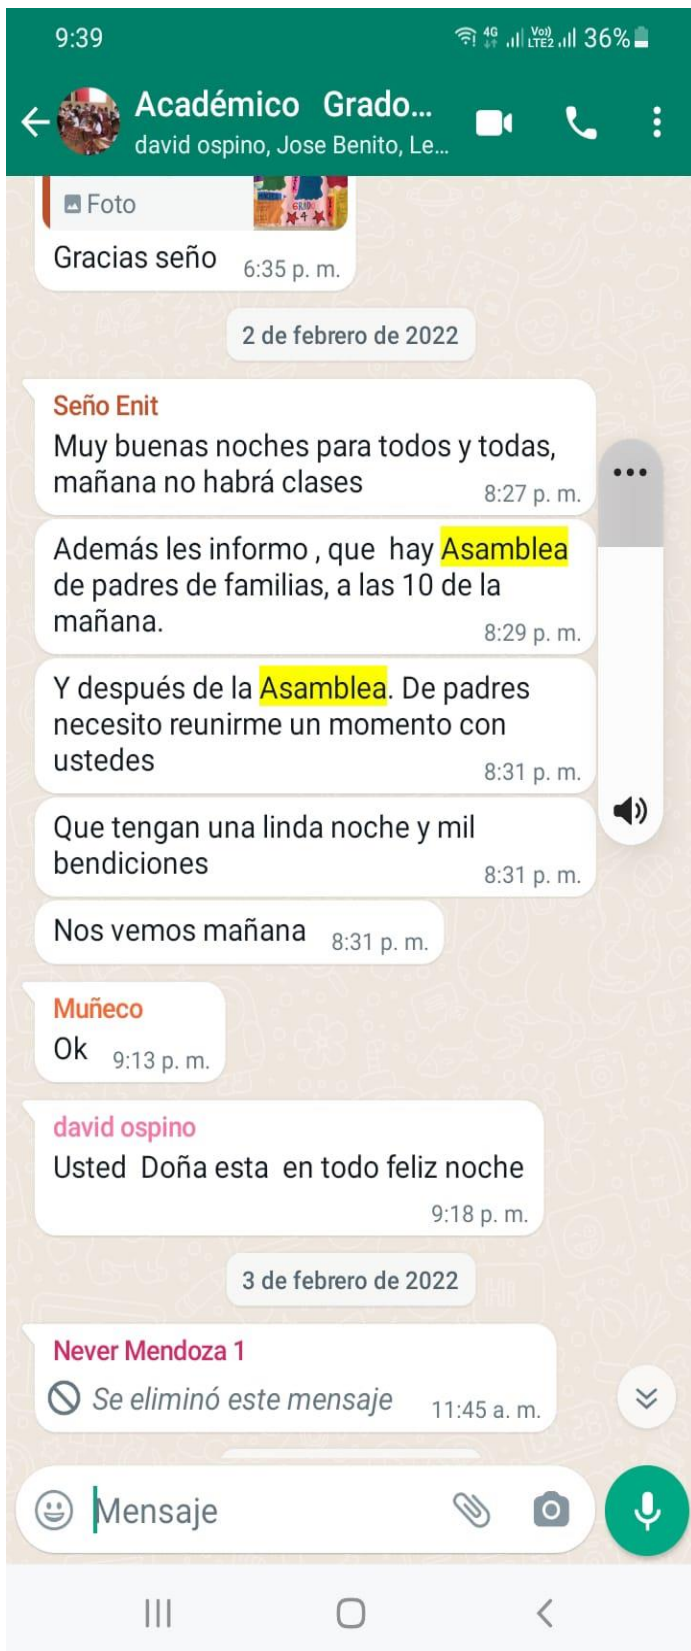 9:39 4G Vo)) LTE2 36%
Académico Grado...
david ospino, Jose Benito, Le...
Foto
GRADO
4
Gracias seño 6:35 p. m.
2 de febrero de 2022
Seño Enit
Muy buenas noches para todos y todas,
mañana no habrá clases 8:27 p. m.
Además les informo , que hay Asamblea
de padres de familias, a las 10 de la
mañana. 8:29 p. m.
Y después de la Asamblea. De padres
necesito reunirme un momento con
ustedes 8:31 p. m.
Que tengan una linda noche y mil
bendiciones 8:31 p. m.
Nos vemos mañana 8:31 p. m.
Muñeco
Ok 9:13 p. m.
david ospino
Usted Doña esta en todo feliz noche
9:18 p. m.
3 de febrero de 2022
Never Mendoza 1
Se eliminó este mensaje 11:45 a. m.
Mensaje